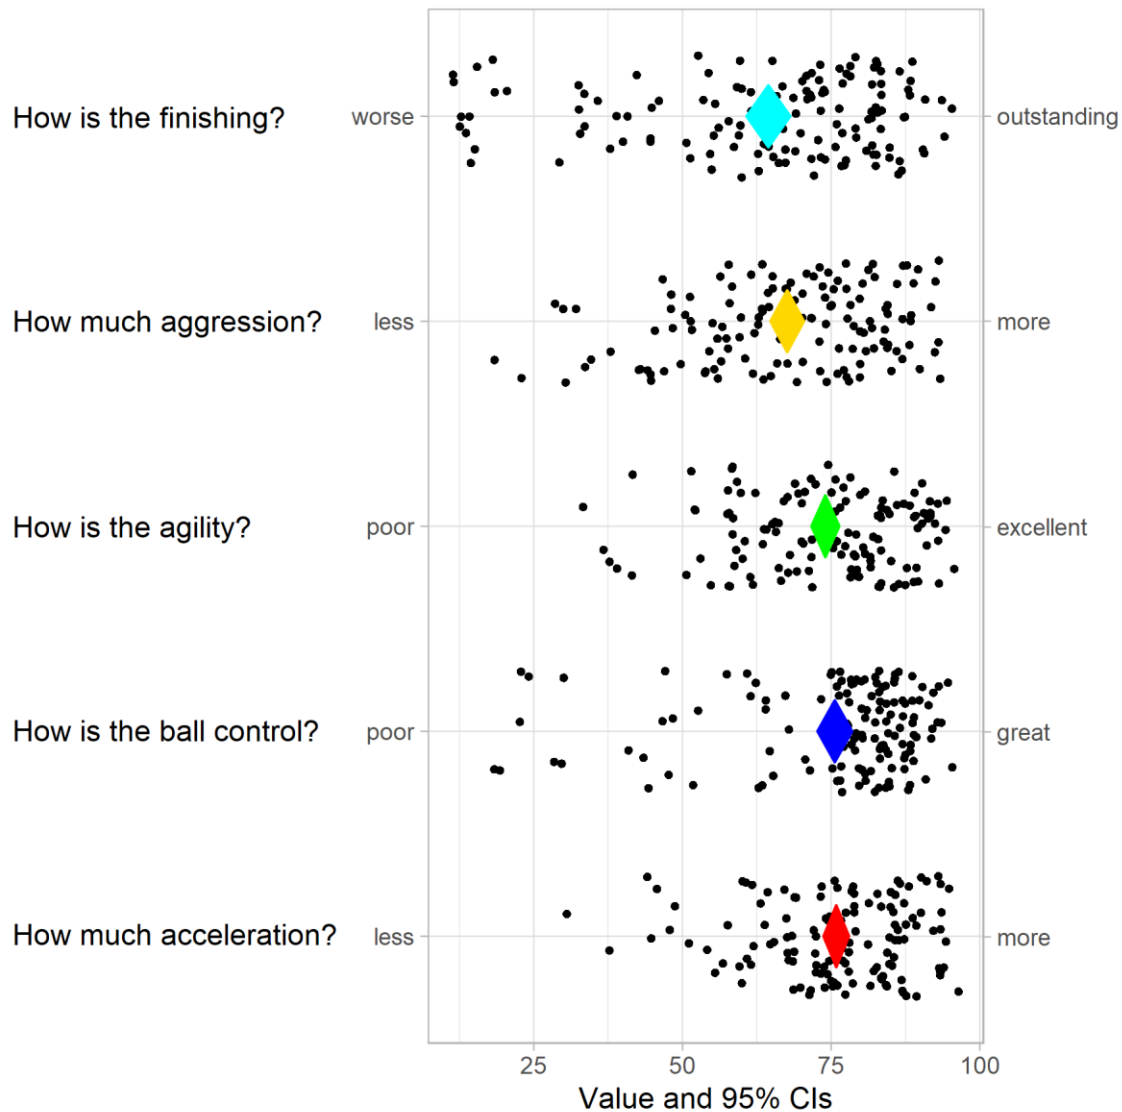 How is the finishing? worse outstanding
How much aggression? less more
How is the agility? poor excellent
How is the ball control? poor great
How much acceleration? less more
25 50 75 100
Value and 95% CIs